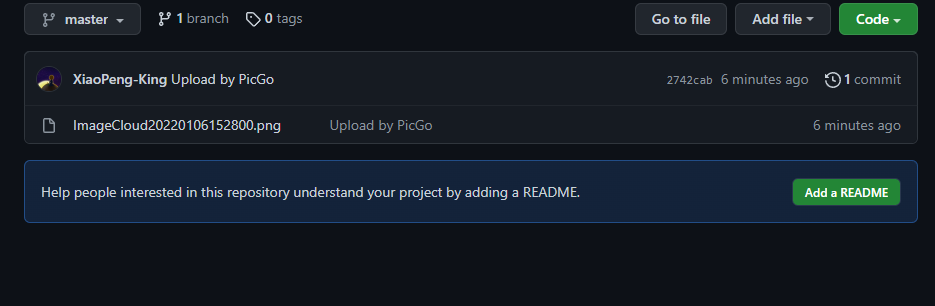 master 1 branch 0 tags Go to file Add file Code
XiaoPeng-King Upload by PicGo 2742cab 6 minutes ago 1 commit
ImageCloud20220106152800.png Upload by PicGo 6 minutes ago
Help people interested in this repository understand your project by adding a README. Add a README